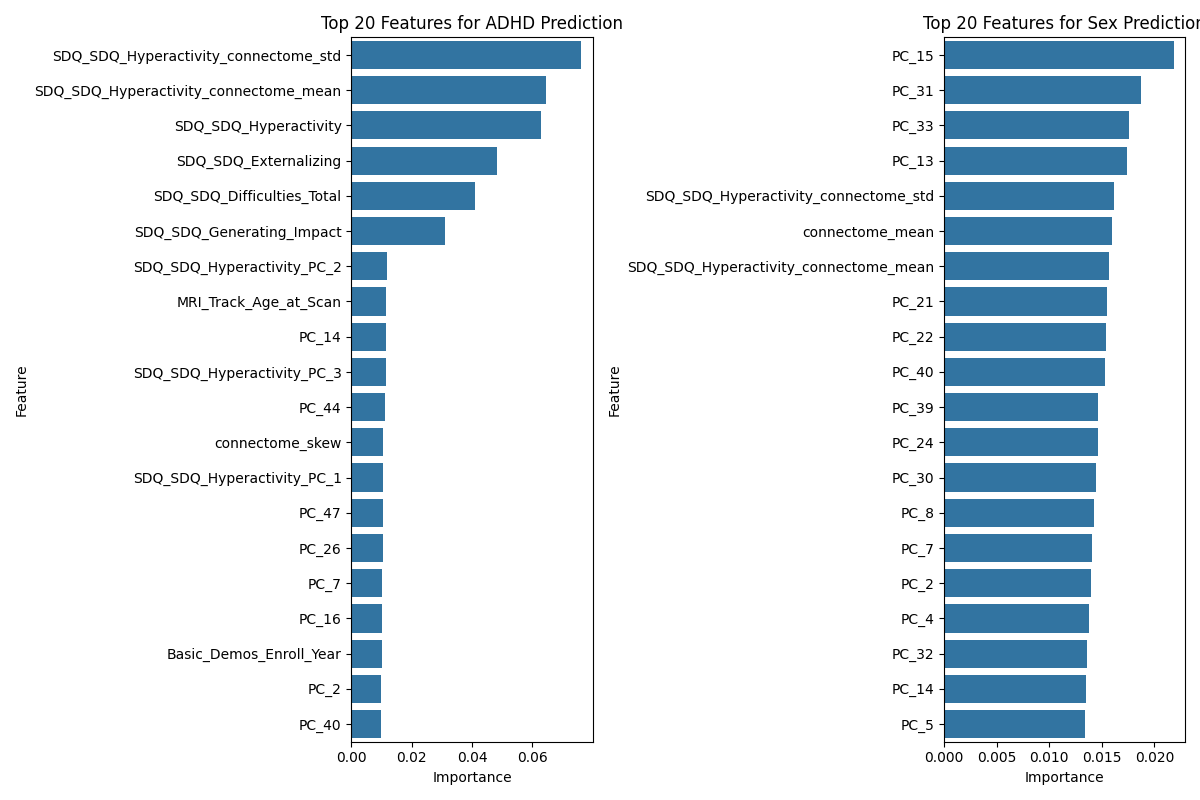 Top 20 Features for ADHD Prediction
SDQ_SDQ_Hyperactivity_connectome_std
SDQ_SDQ_Hyperactivity_connectome_mean
SDQ_SDQ_Hyperactivity
SDQ_SDQ_Externalizing
SDQ_SDQ_Difficulties_Total
SDQ_SDQ_Generating_Impact
SDQ_SDQ_Hyperactivity_PC_2
MRI_Track_Age_at_Scan
PC_14
SDQ_SDQ_Hyperactivity_PC_3
PC_44
connectome_skew
SDQ_SDQ_Hyperactivity_PC_1
PC_47
PC_26
PC_7
PC_16
Basic_Demos_Enroll_Year
PC_2
PC_40
Feature
0.00 0.02 0.04 0.06
Importance
Top 20 Features for Sex Prediction
PC_15
PC_31
PC_33
PC_13
SDQ_SDQ_Hyperactivity_connectome_std
connectome_mean
SDQ_SDQ_Hyperactivity_connectome_mean
PC_21
PC_22
PC_40
PC_39
PC_24
PC_30
PC_8
PC_7
PC_2
PC_4
PC_32
PC_14
PC_5
Feature
0.000 0.005 0.010 0.015 0.020
Importance